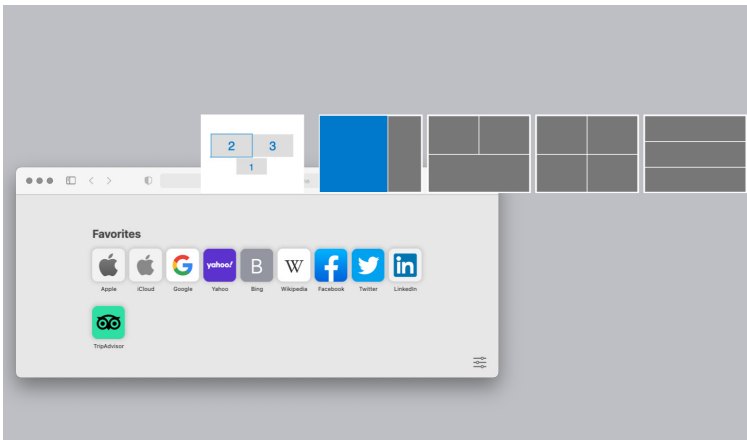 2 3
1
Favorites
yahoo!
B
W
Apple iCloud Google Yahoo Bing Wikipedia Facebook Twitter LinkedIn
TripAdvisor